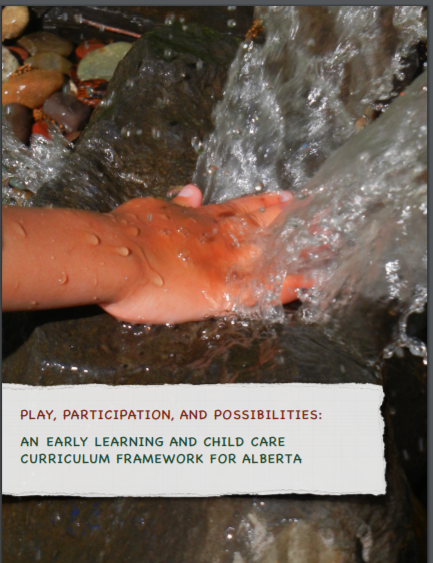 PLAY, PARTICIPATION, AND POSSIBILITIES:
AN EARLY LEARNING AND CHILD CARE
CURRICULUM FRAMEWORK FOR ALBERTA